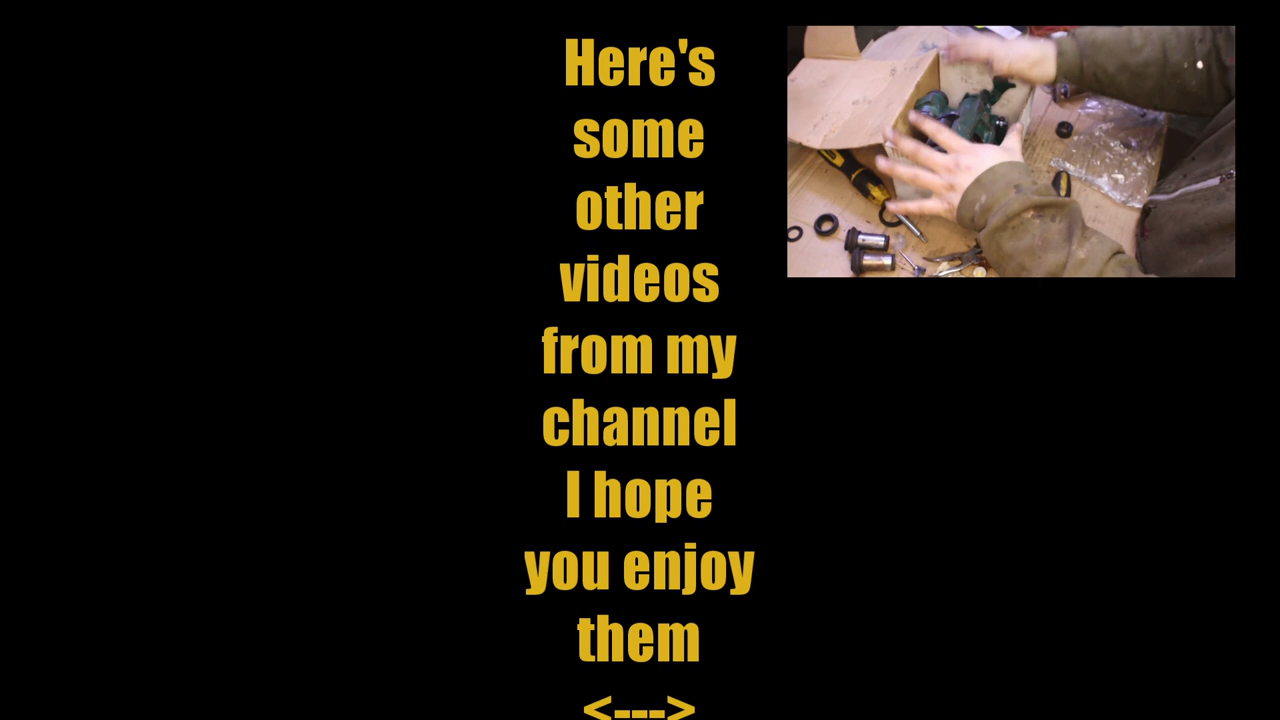 Here's
some
other
videos
from my
channel
I hope
you enjoy
them
<--->